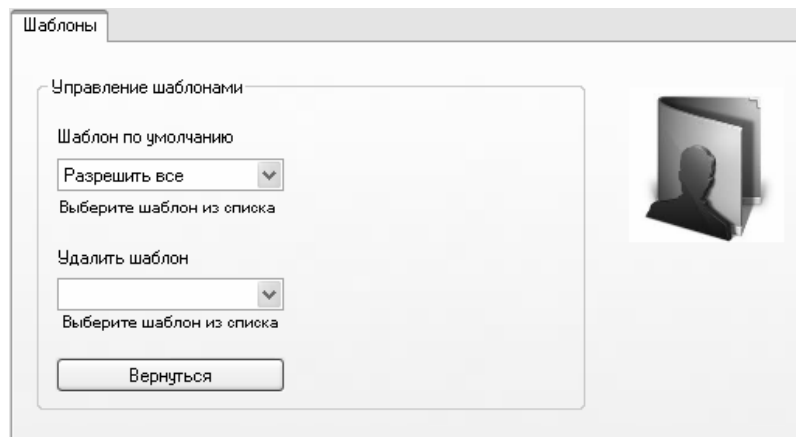 Шаблоны
Управление шаблонами
Шаблон по умолчанию
Разрешить все
Выберите шаблон из списка
Удалить шаблон
Выберите шаблон из списка
Вернуться